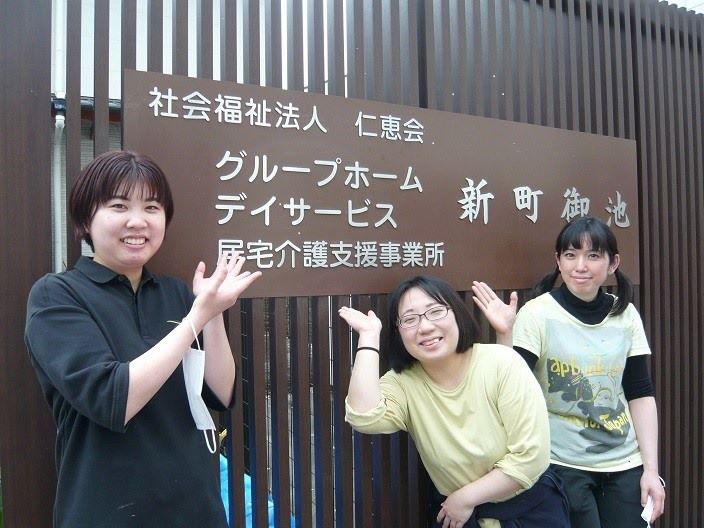 社会福祉法人　仁恵会
グループホーム
デイサービス
居宅介護支援事業所
新町御池
Japan